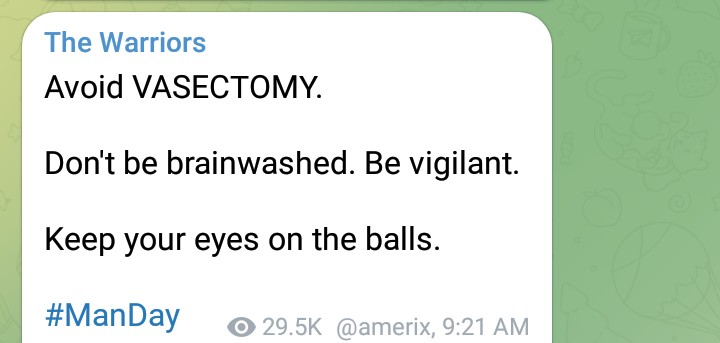 The Warriors
Avoid VASECTOMY.
Don't be brainwashed. Be vigilant.
Keep your eyes on the balls.
#ManDay 29.5K @amerix, 9:21 AM